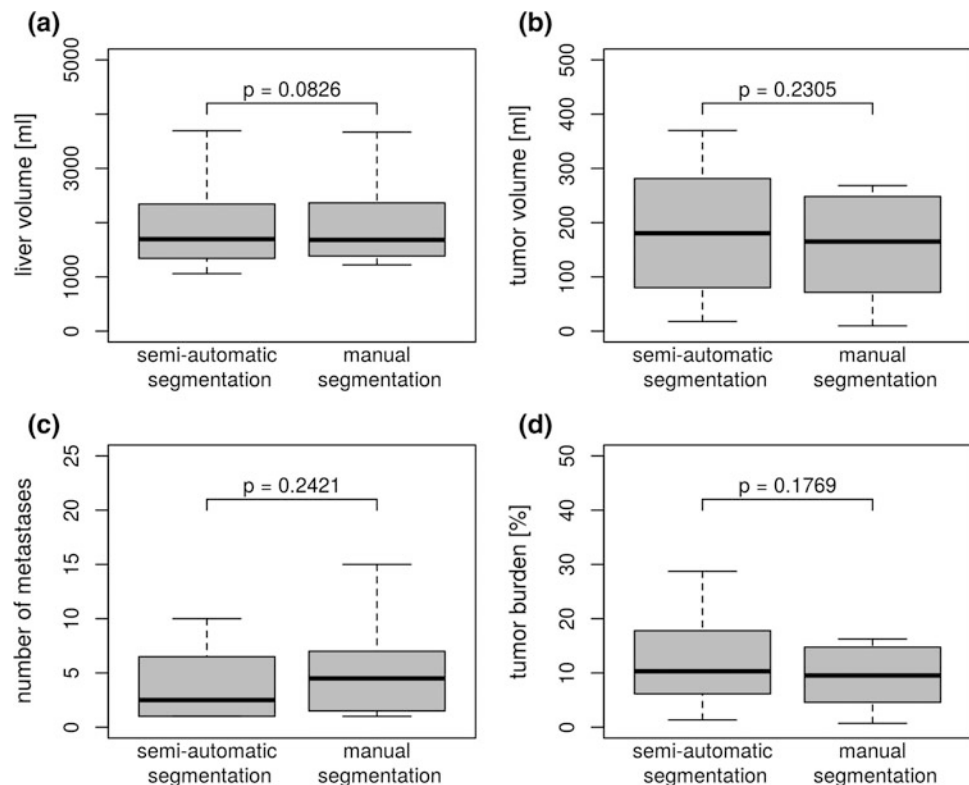 (a)
liver volume [ml]
5000
3000
1000
0
p = 0.0826
semi-automatic
segmentation
manual
segmentation
(b)
tumor volume [ml]
500
400
300
200
100
0
p = 0.2305
semi-automatic
segmentation
manual
segmentation
(c)
number of metastases
25
20
15
10
5
0
p = 0.2421
semi-automatic
segmentation
manual
segmentation
(d)
tumor burden [%]
50
40
30
20
10
0
p = 0.1769
semi-automatic
segmentation
manual
segmentation